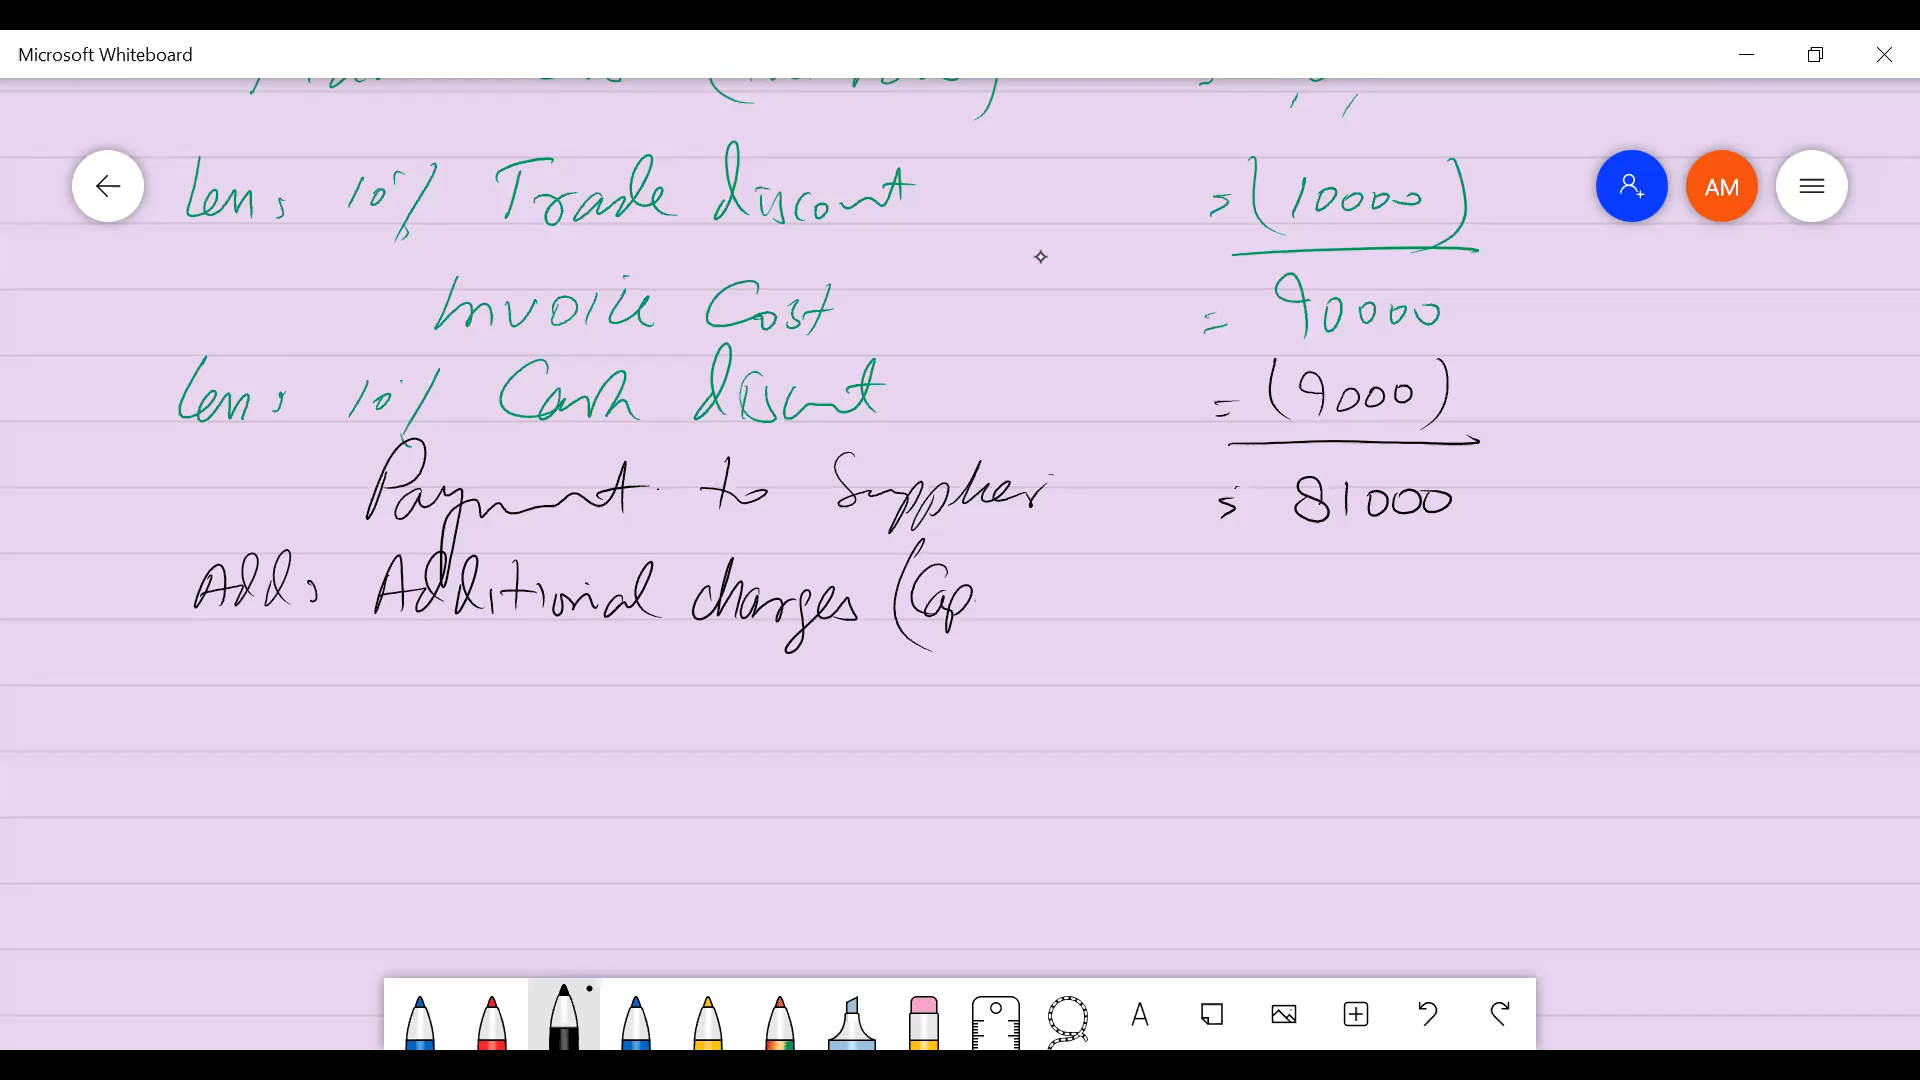 Microsoft Whiteboard
AM
Less: 10% Trade discount = (10000)
Invoice Cost = 90000
Less: 10% Cash discount = (9000)
Payment to Supplier = 81000
Add: Additional charges (Cap
A